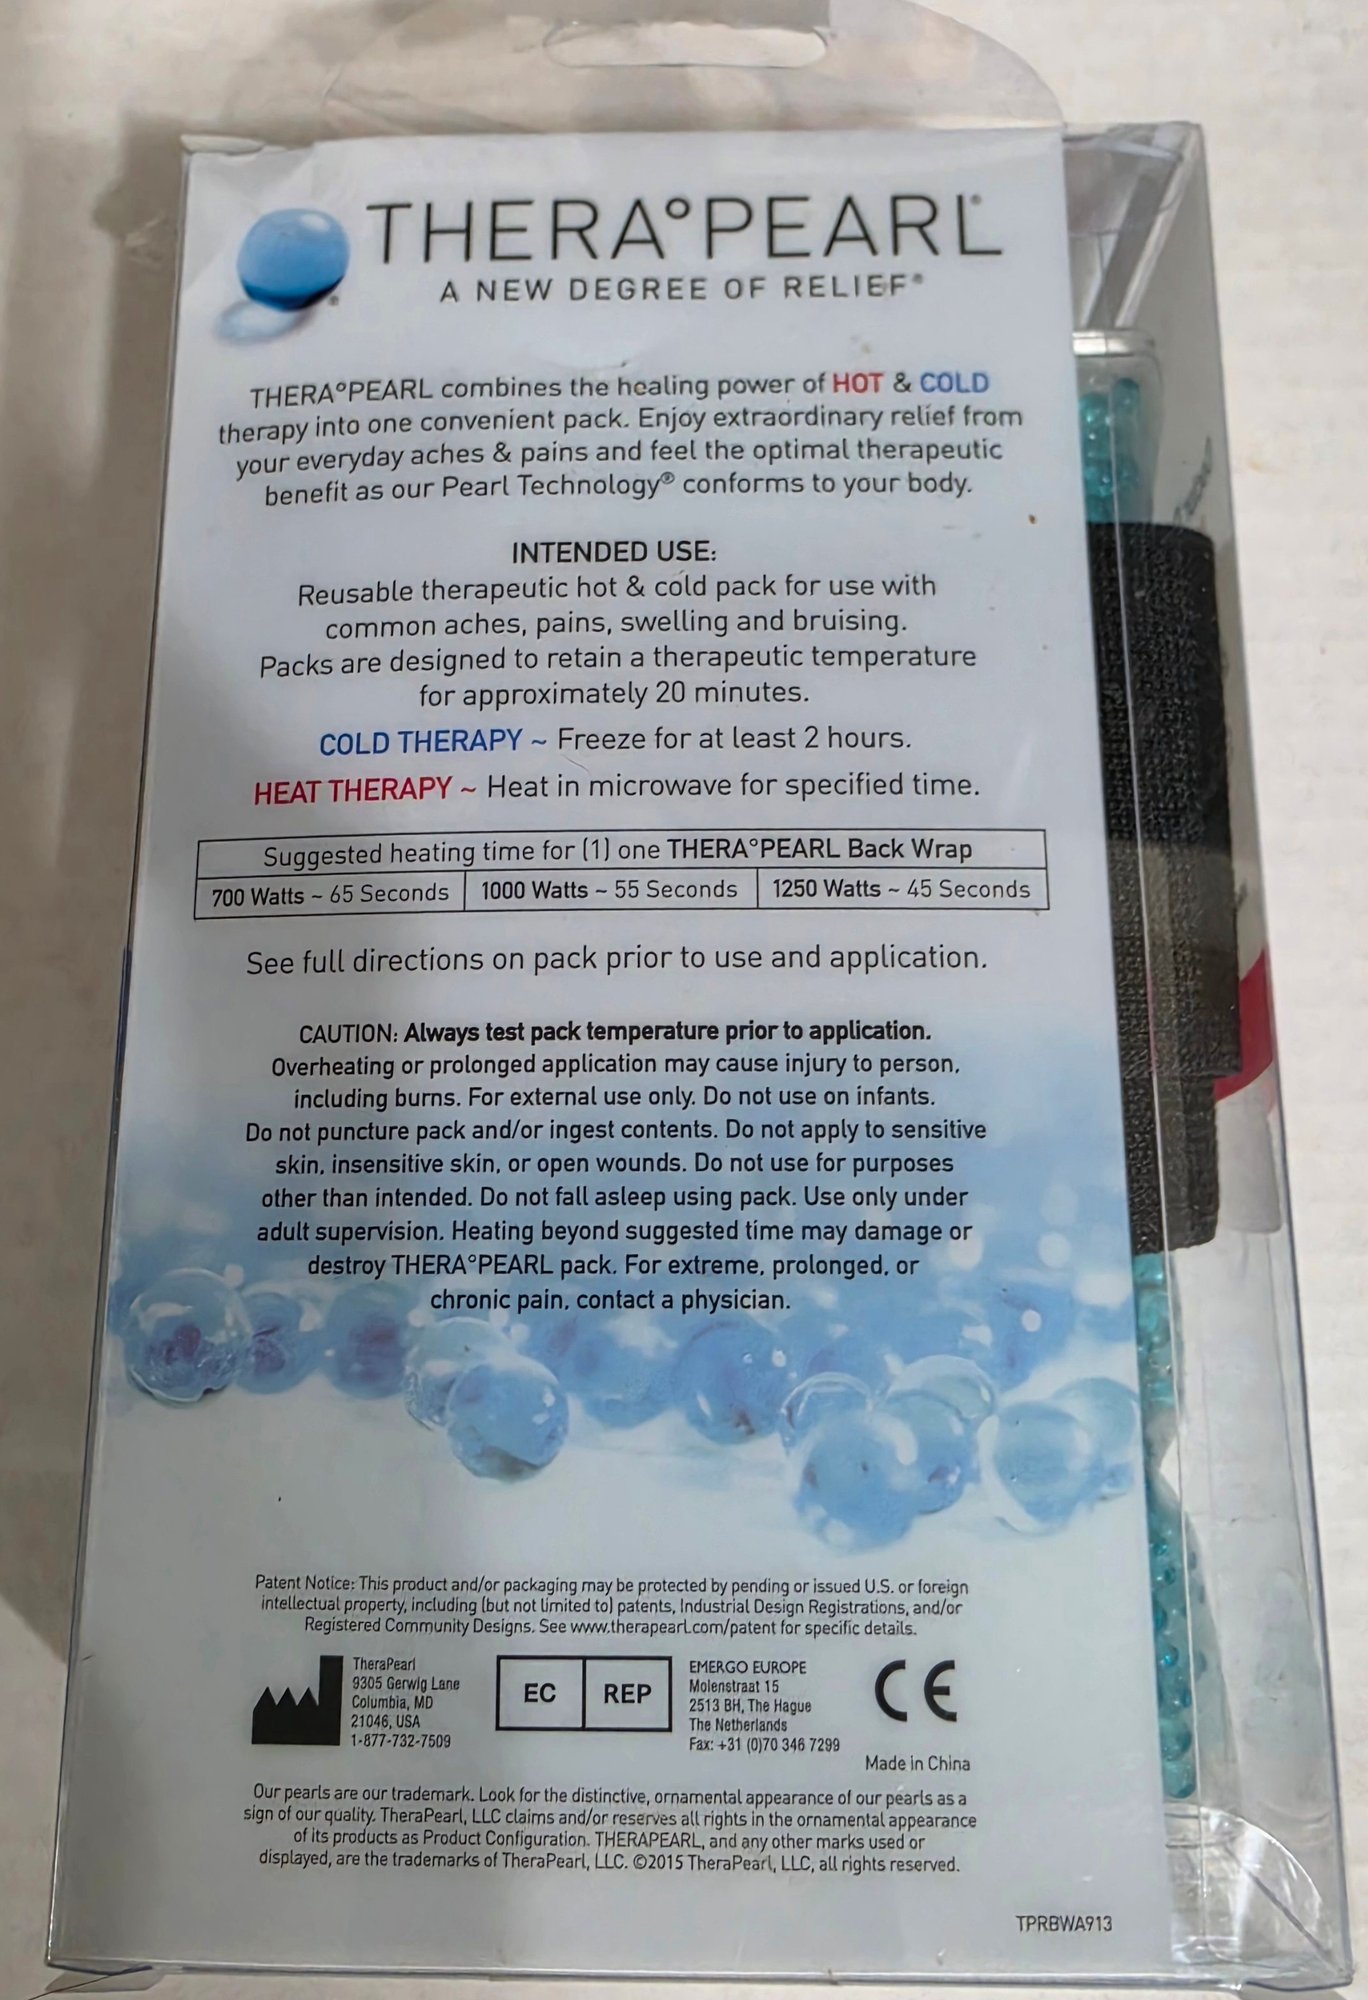 THERA°PEARL®
A NEW DEGREE OF RELIEF®
THERA°PEARL combines the healing power of HOT & COLD
therapy into one convenient pack. Enjoy extraordinary relief from
your everyday aches & pains and feel the optimal therapeutic
benefit as our Pearl Technology® conforms to your body.
INTENDED USE:
Reusable therapeutic hot & cold pack for use with
common aches, pains, swelling and bruising.
Packs are designed to retain a therapeutic temperature
for approximately 20 minutes.
COLD THERAPY ~ Freeze for at least 2 hours.
HEAT THERAPY ~ Heat in microwave for specified time.
Suggested heating time for (1) one THERA°PEARL Back Wrap
700 Watts ~ 65 Seconds 1000 Watts ~ 55 Seconds 1250 Watts ~ 45 Seconds
See full directions on pack prior to use and application.
CAUTION: Always test pack temperature prior to application.
Overheating or prolonged application may cause injury to person,
including burns. For external use only. Do not use on infants.
Do not puncture pack and/or ingest contents. Do not apply to sensitive
skin, insensitive skin, or open wounds. Do not use for purposes
other than intended. Do not fall asleep using pack. Use only under
adult supervision. Heating beyond suggested time may damage or
destroy THERA°PEARL pack. For extreme, prolonged, or
chronic pain, contact a physician.
Patent Notice: This product and/or packaging may be protected by pending or issued U.S. or foreign
intellectual property, including (but not limited to) patents, Industrial Design Registrations, and/or
Registered Community Designs. See www.therapearl.com/patent for specific details.
TheraPearl
9305 Gerwig Lane
Columbia, MD
21046, USA
1-877-732-7509
EC REP
EMERGO EUROPE
Molenstraat 15
2513 BH, The Hague
The Netherlands
Fax: +31 (0)70 346 7299
CE
Made in China
Our pearls are our trademark. Look for the distinctive, ornamental appearance of our pearls as a
sign of our quality. TheraPearl, LLC claims and/or reserves all rights in the ornamental appearance
of its products as Product Configuration. THERAPEARL, and any other marks used or
displayed, are the trademarks of TheraPearl, LLC. ©2015 TheraPearl, LLC, all rights reserved.
TPRBWA913